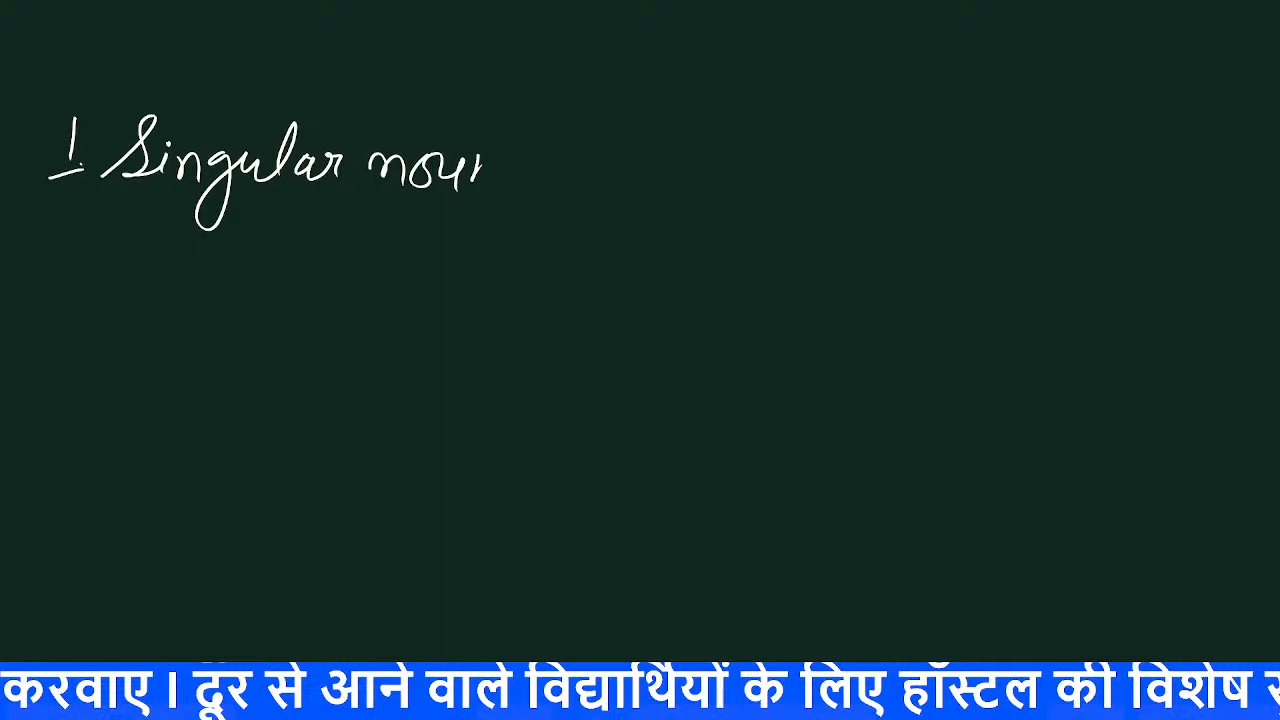 1. Singular nou
करवाए । दूर से आने वाले विद्यार्थियों के लिए हॉस्टल की विशेष